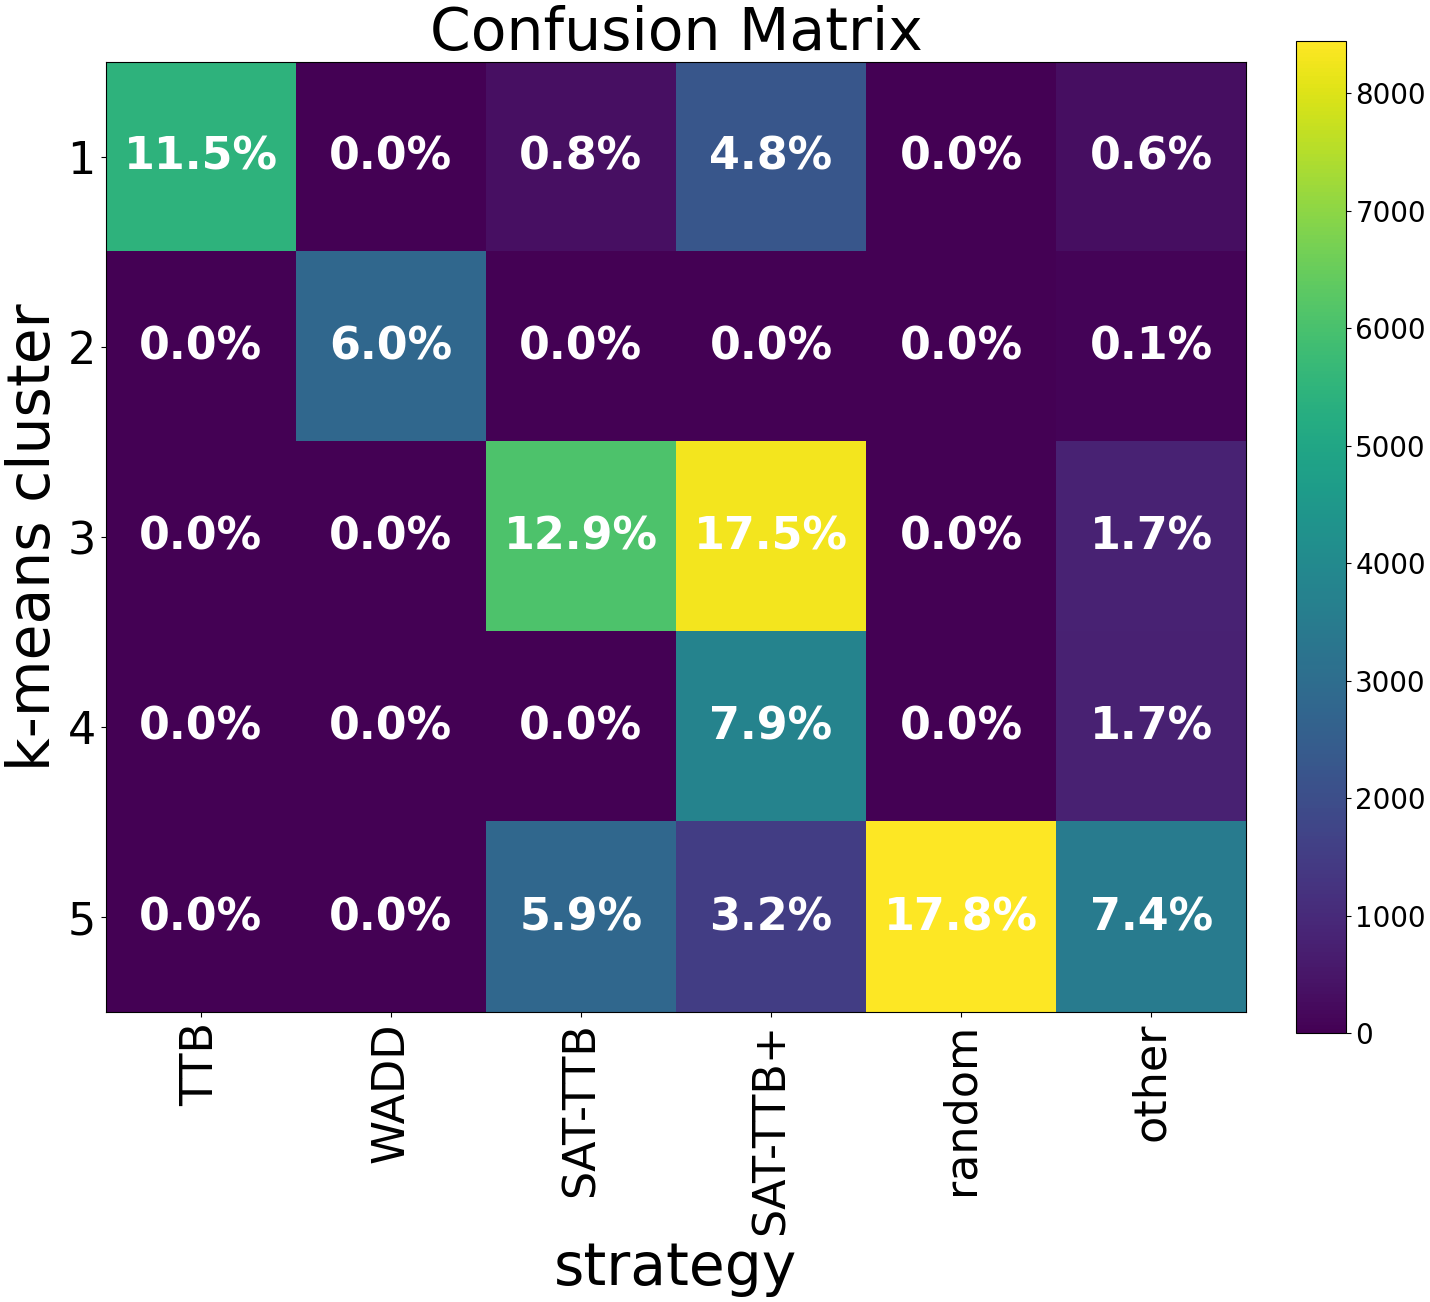 Confusion Matrix
k-means cluster
1 11.5% 0.0% 0.8% 4.8% 0.0% 0.6%
2 0.0% 6.0% 0.0% 0.0% 0.0% 0.1%
3 0.0% 0.0% 12.9% 17.5% 0.0% 1.7%
4 0.0% 0.0% 0.0% 7.9% 0.0% 1.7%
5 0.0% 0.0% 5.9% 3.2% 17.8% 7.4%
TTB
WADD
SAT-TTB
SAT-TTB+
random
other
strategy
8000
7000
6000
5000
4000
3000
2000
1000
0